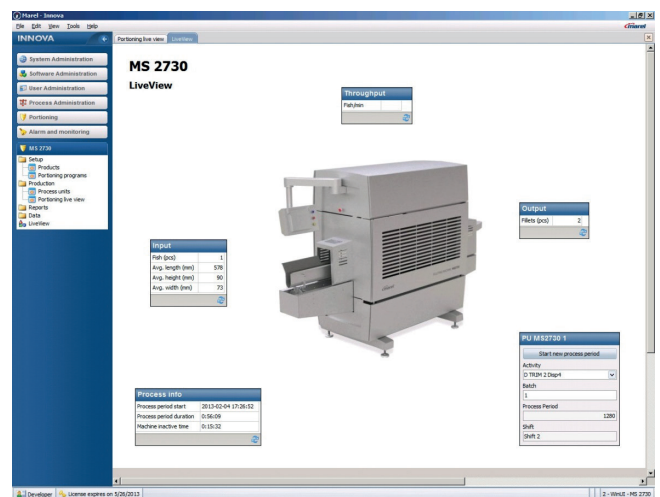 Marel - Innova
File Edit View Tools Help
marel
INNOVA
Portioning live view LiveView
System Administration
Software Administration
User Administration
Process Administration
Portioning
Alarm and monitoring
MS 2730
Setup
Products
Portioning programs
Production
Process units
Portioning live view
Reports
Data
LiveView
MS 2730
LiveView
Throughput
Fish/min
Output
Fillets (pcs) 2
Input
Fish (pcs) 1
Avg. length (mm) 578
Avg. height (mm) 90
Avg. width (mm) 73
Process info
Process period start 2013-02-04 17:26:52
Process period duration 0:56:09
Machine inactive time 0:15:32
PU MS2730 1
Start new process period
Activity
D TRIM 2 Disp4
Batch
1
Process Period
1280
Shift
Shift 2
Developer License expires on 5/28/2013 2 - WinUI - MS 2730